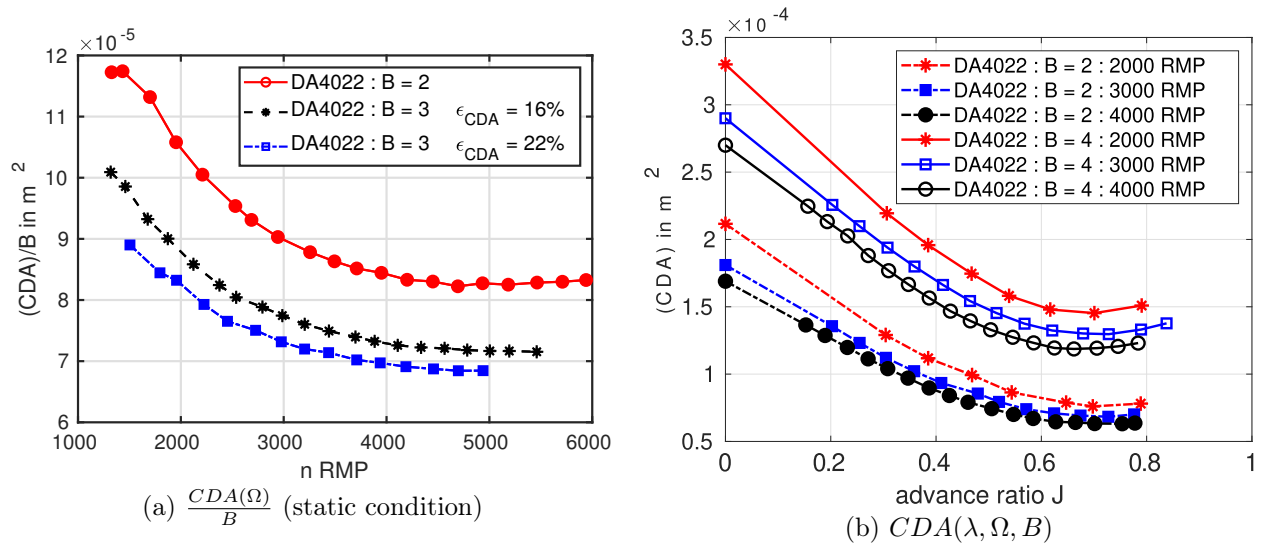 ×10⁻⁵
12
11
10
9
8
7
6
(CDA)/B in m ²
1000 2000 3000 4000 5000 6000
n RMP
DA4022 : B = 2
DA4022 : B = 3 ϵ_CDA = 16%
DA4022 : B = 3 ϵ_CDA = 22%
(a) CDA(Ω)/B (static condition)
×10⁻⁴
3.5
3
2.5
2
1.5
1
0.5
(CDA) in m ²
0 0.2 0.4 0.6 0.8 1
advance ratio J
DA4022 : B = 2 : 2000 RMP
DA4022 : B = 2 : 3000 RMP
DA4022 : B = 2 : 4000 RMP
DA4022 : B = 4 : 2000 RMP
DA4022 : B = 4 : 3000 RMP
DA4022 : B = 4 : 4000 RMP
(b) CDA(λ, Ω, B)